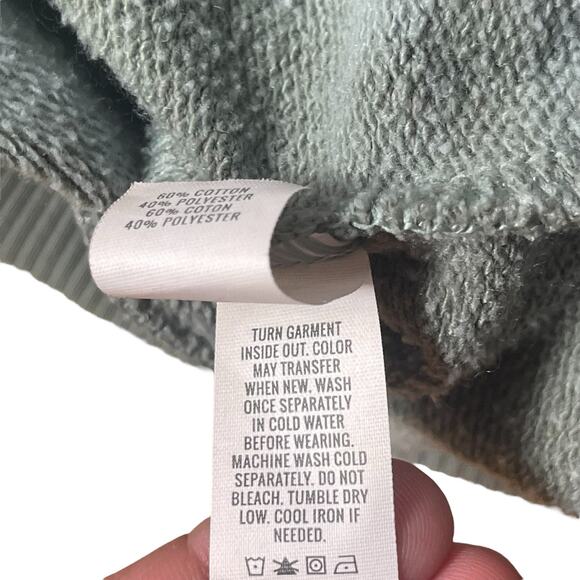 60% COTTON
40% POLYESTER
60% COTON
40% POLYESTER
TURN GARMENT
INSIDE OUT. COLOR
MAY TRANSFER
WHEN NEW. WASH
ONCE SEPARATELY
IN COLD WATER
BEFORE WEARING.
MACHINE WASH COLD
SEPARATELY. DO NOT
BLEACH. TUMBLE DRY
LOW. COOL IRON IF
NEEDED.